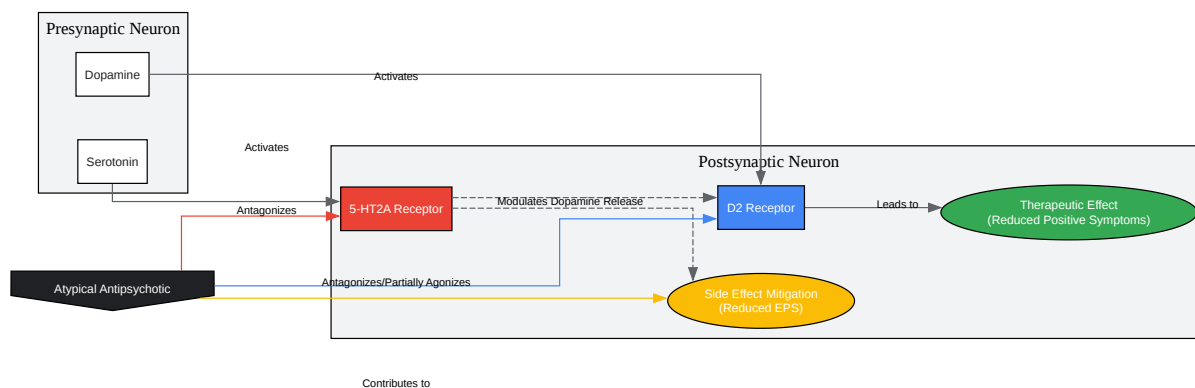 Presynaptic Neuron
Dopamine
Activates
Serotonin
Activates
Postsynaptic Neuron
5-HT2A Receptor
Modulates Dopamine Release
D2 Receptor
Leads to
Therapeutic Effect
(Reduced Positive Symptoms)
Antagonizes
Atypical Antipsychotic
Antagonizes/Partially Agonizes
Side Effect Mitigation
(Reduced EPS)
Contributes to